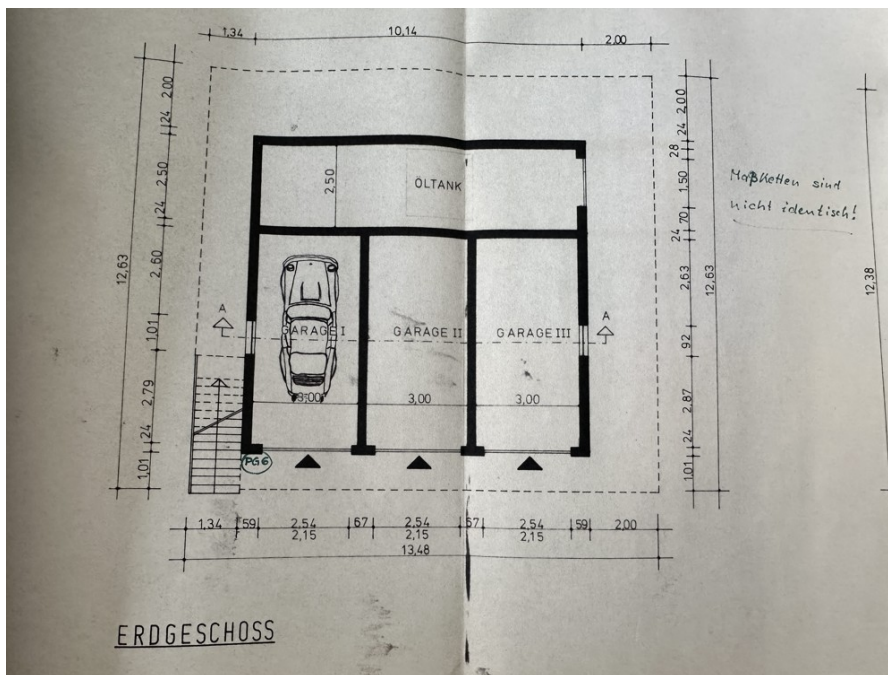 1,34
10,14
2,00
2,00
24
2,50
24
2,60
1,01
2,79
24
1,01
12,63
2,50
ÖLTANK
A
GARAGE I
GARAGE II
GARAGE III
A
3,00
3,00
3,00
PG6
2,00
24
28
1,50
70
24
2,63
92
2,87
24
1,01
12,63
Maßketten sind
nicht identisch!
12,38
1,34 59 2,54 67 2,54 67 2,54 59 2,00
2,15 2,15 2,15
13,48
ERDGESCHOSS